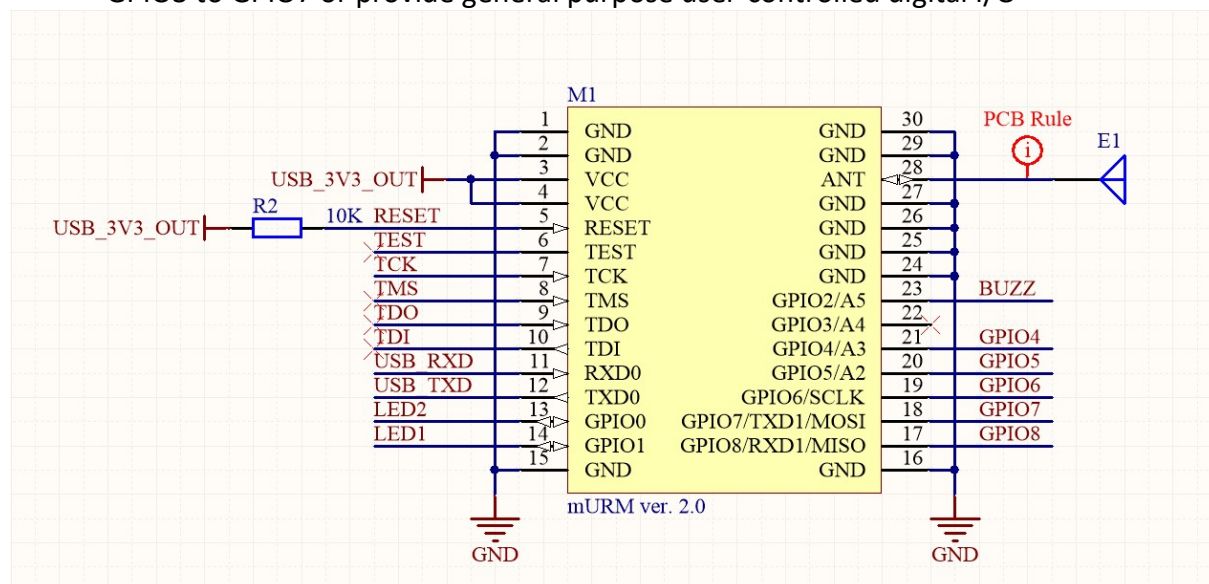 GPIO3 to GPIO7 or provide general purpose user-controlled digital I/O
M1
1 GND GND 30 PCB Rule
2 GND GND 29 i E1
USB_3V3_OUT 3 VCC ANT 28
4 VCC GND 27
USB_3V3_OUT R2 10K RESET 5 RESET GND 26
TEST 6 TEST GND 25
TCK 7 TCK GND 24
TMS 8 TMS GPIO2/A5 23 BUZZ
TDO 9 TDO GPIO3/A4 22
TDI 10 TDI GPIO4/A3 21 GPIO4
USB_RXD 11 RXD0 GPIO5/A2 20 GPIO5
USB_TXD 12 TXD0 GPIO6/SCLK 19 GPIO6
LED2 13 GPIO0 GPIO7/TXD1/MOSI 18 GPIO7
LED1 14 GPIO1 GPIO8/RXD1/MISO 17 GPIO8
15 GND GND 16
mURM ver. 2.0
GND GND